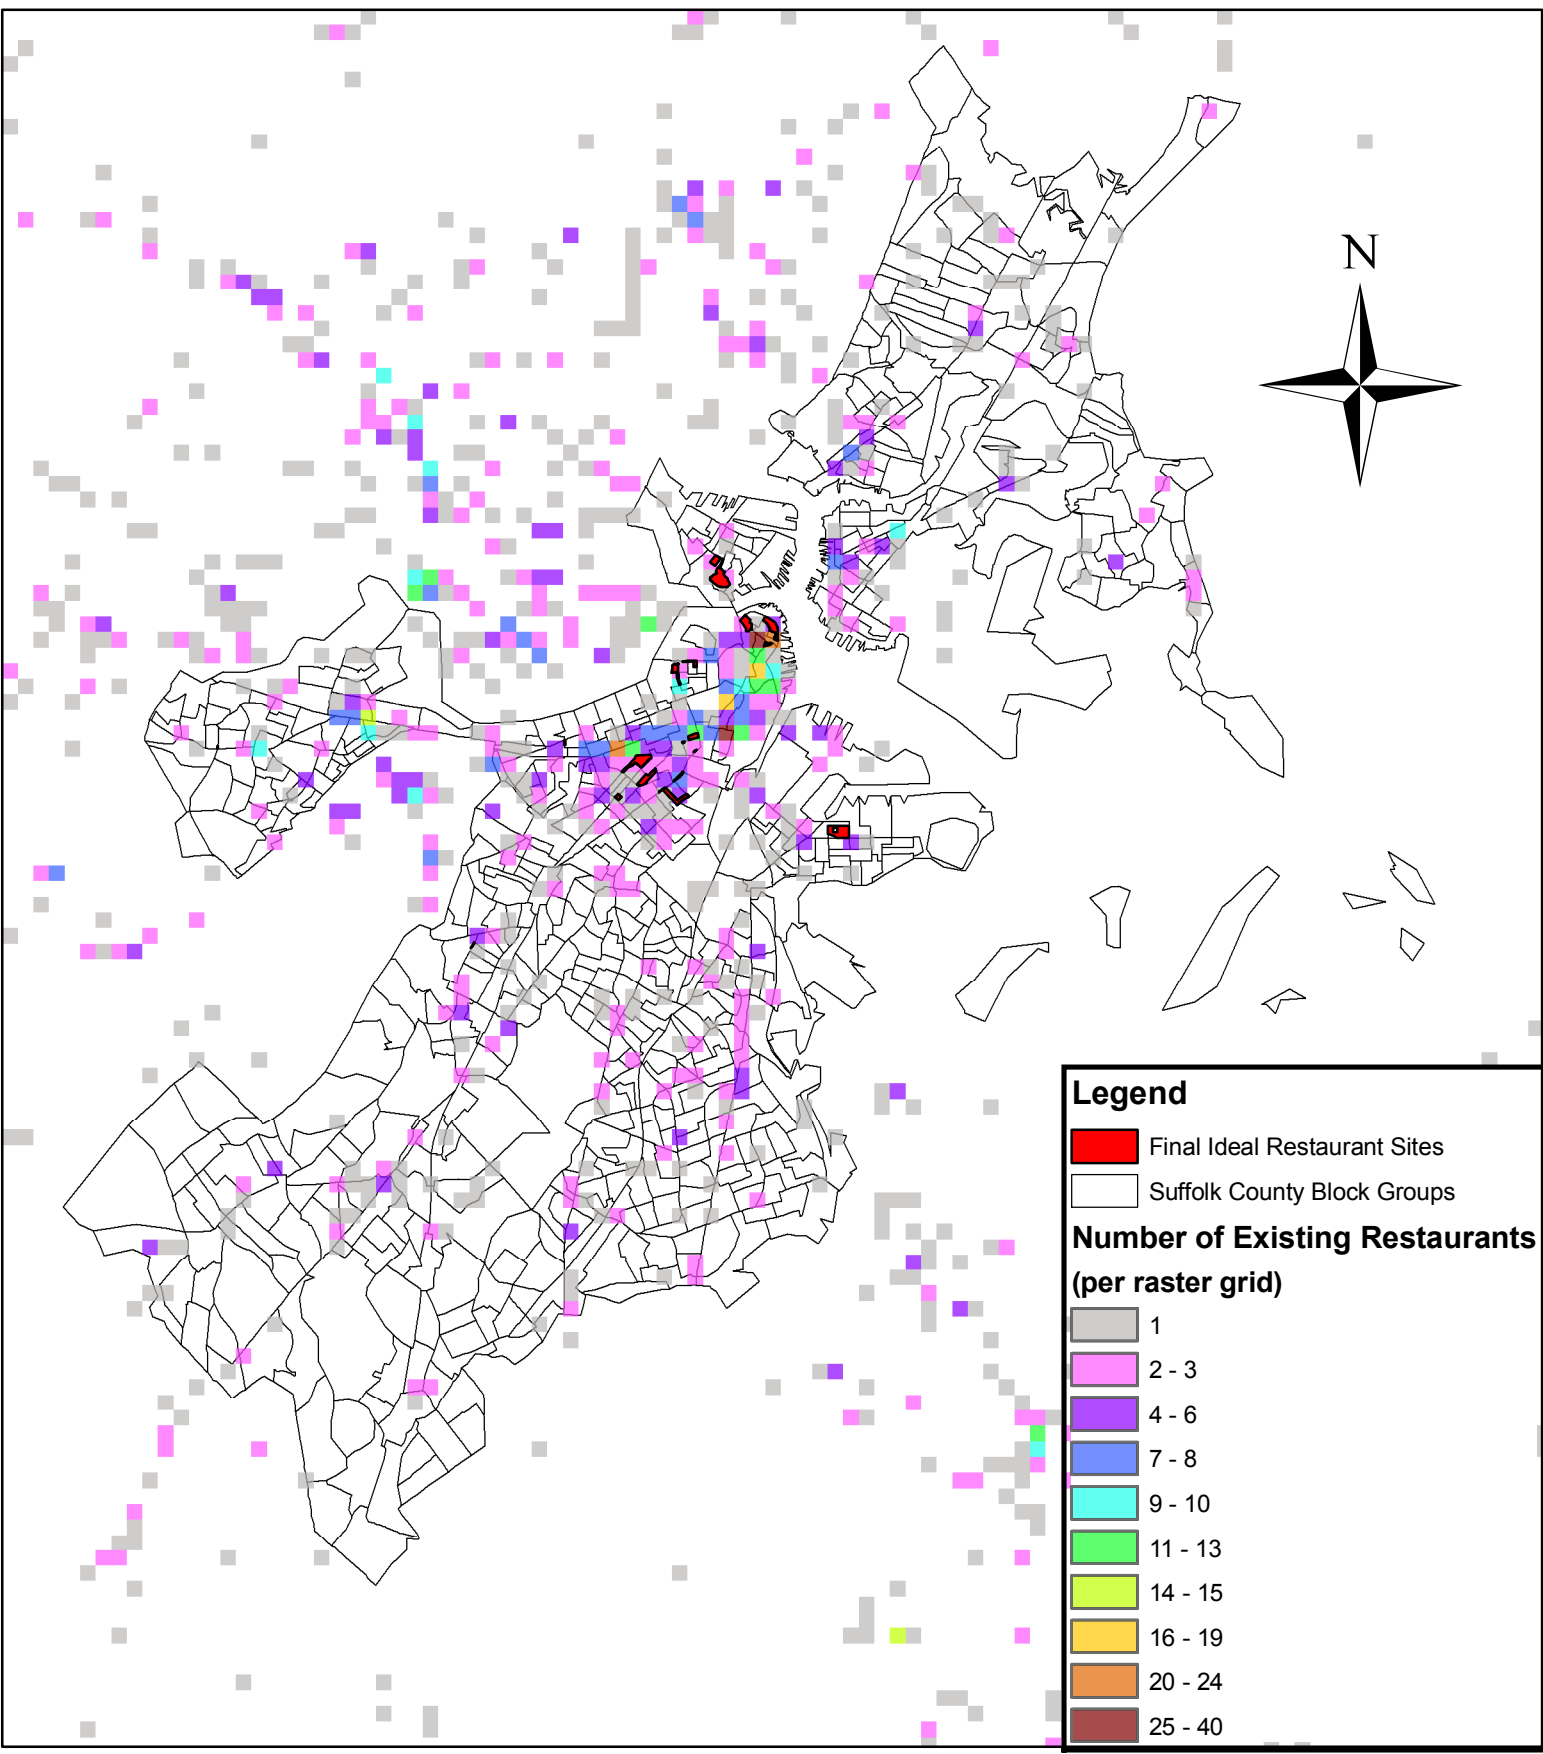 N
Legend
Final Ideal Restaurant Sites
Suffolk County Block Groups
Number of Existing Restaurants
(per raster grid)
1
2 - 3
4 - 6
7 - 8
9 - 10
11 - 13
14 - 15
16 - 19
20 - 24
25 - 40